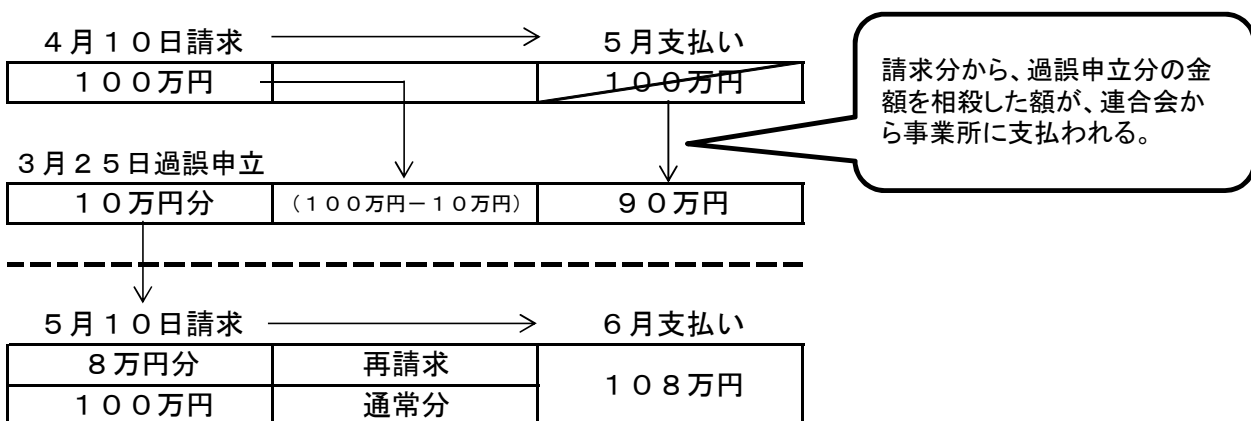 4月10日請求 5月支払い
100万円 100万円
請求分から、過誤申立分の金
額を相殺した額が、連合会か
ら事業所に支払われる。
3月25日過誤申立
10万円分 (100万円-10万円) 90万円
5月10日請求 6月支払い
8万円分 再請求
108万円
100万円 通常分